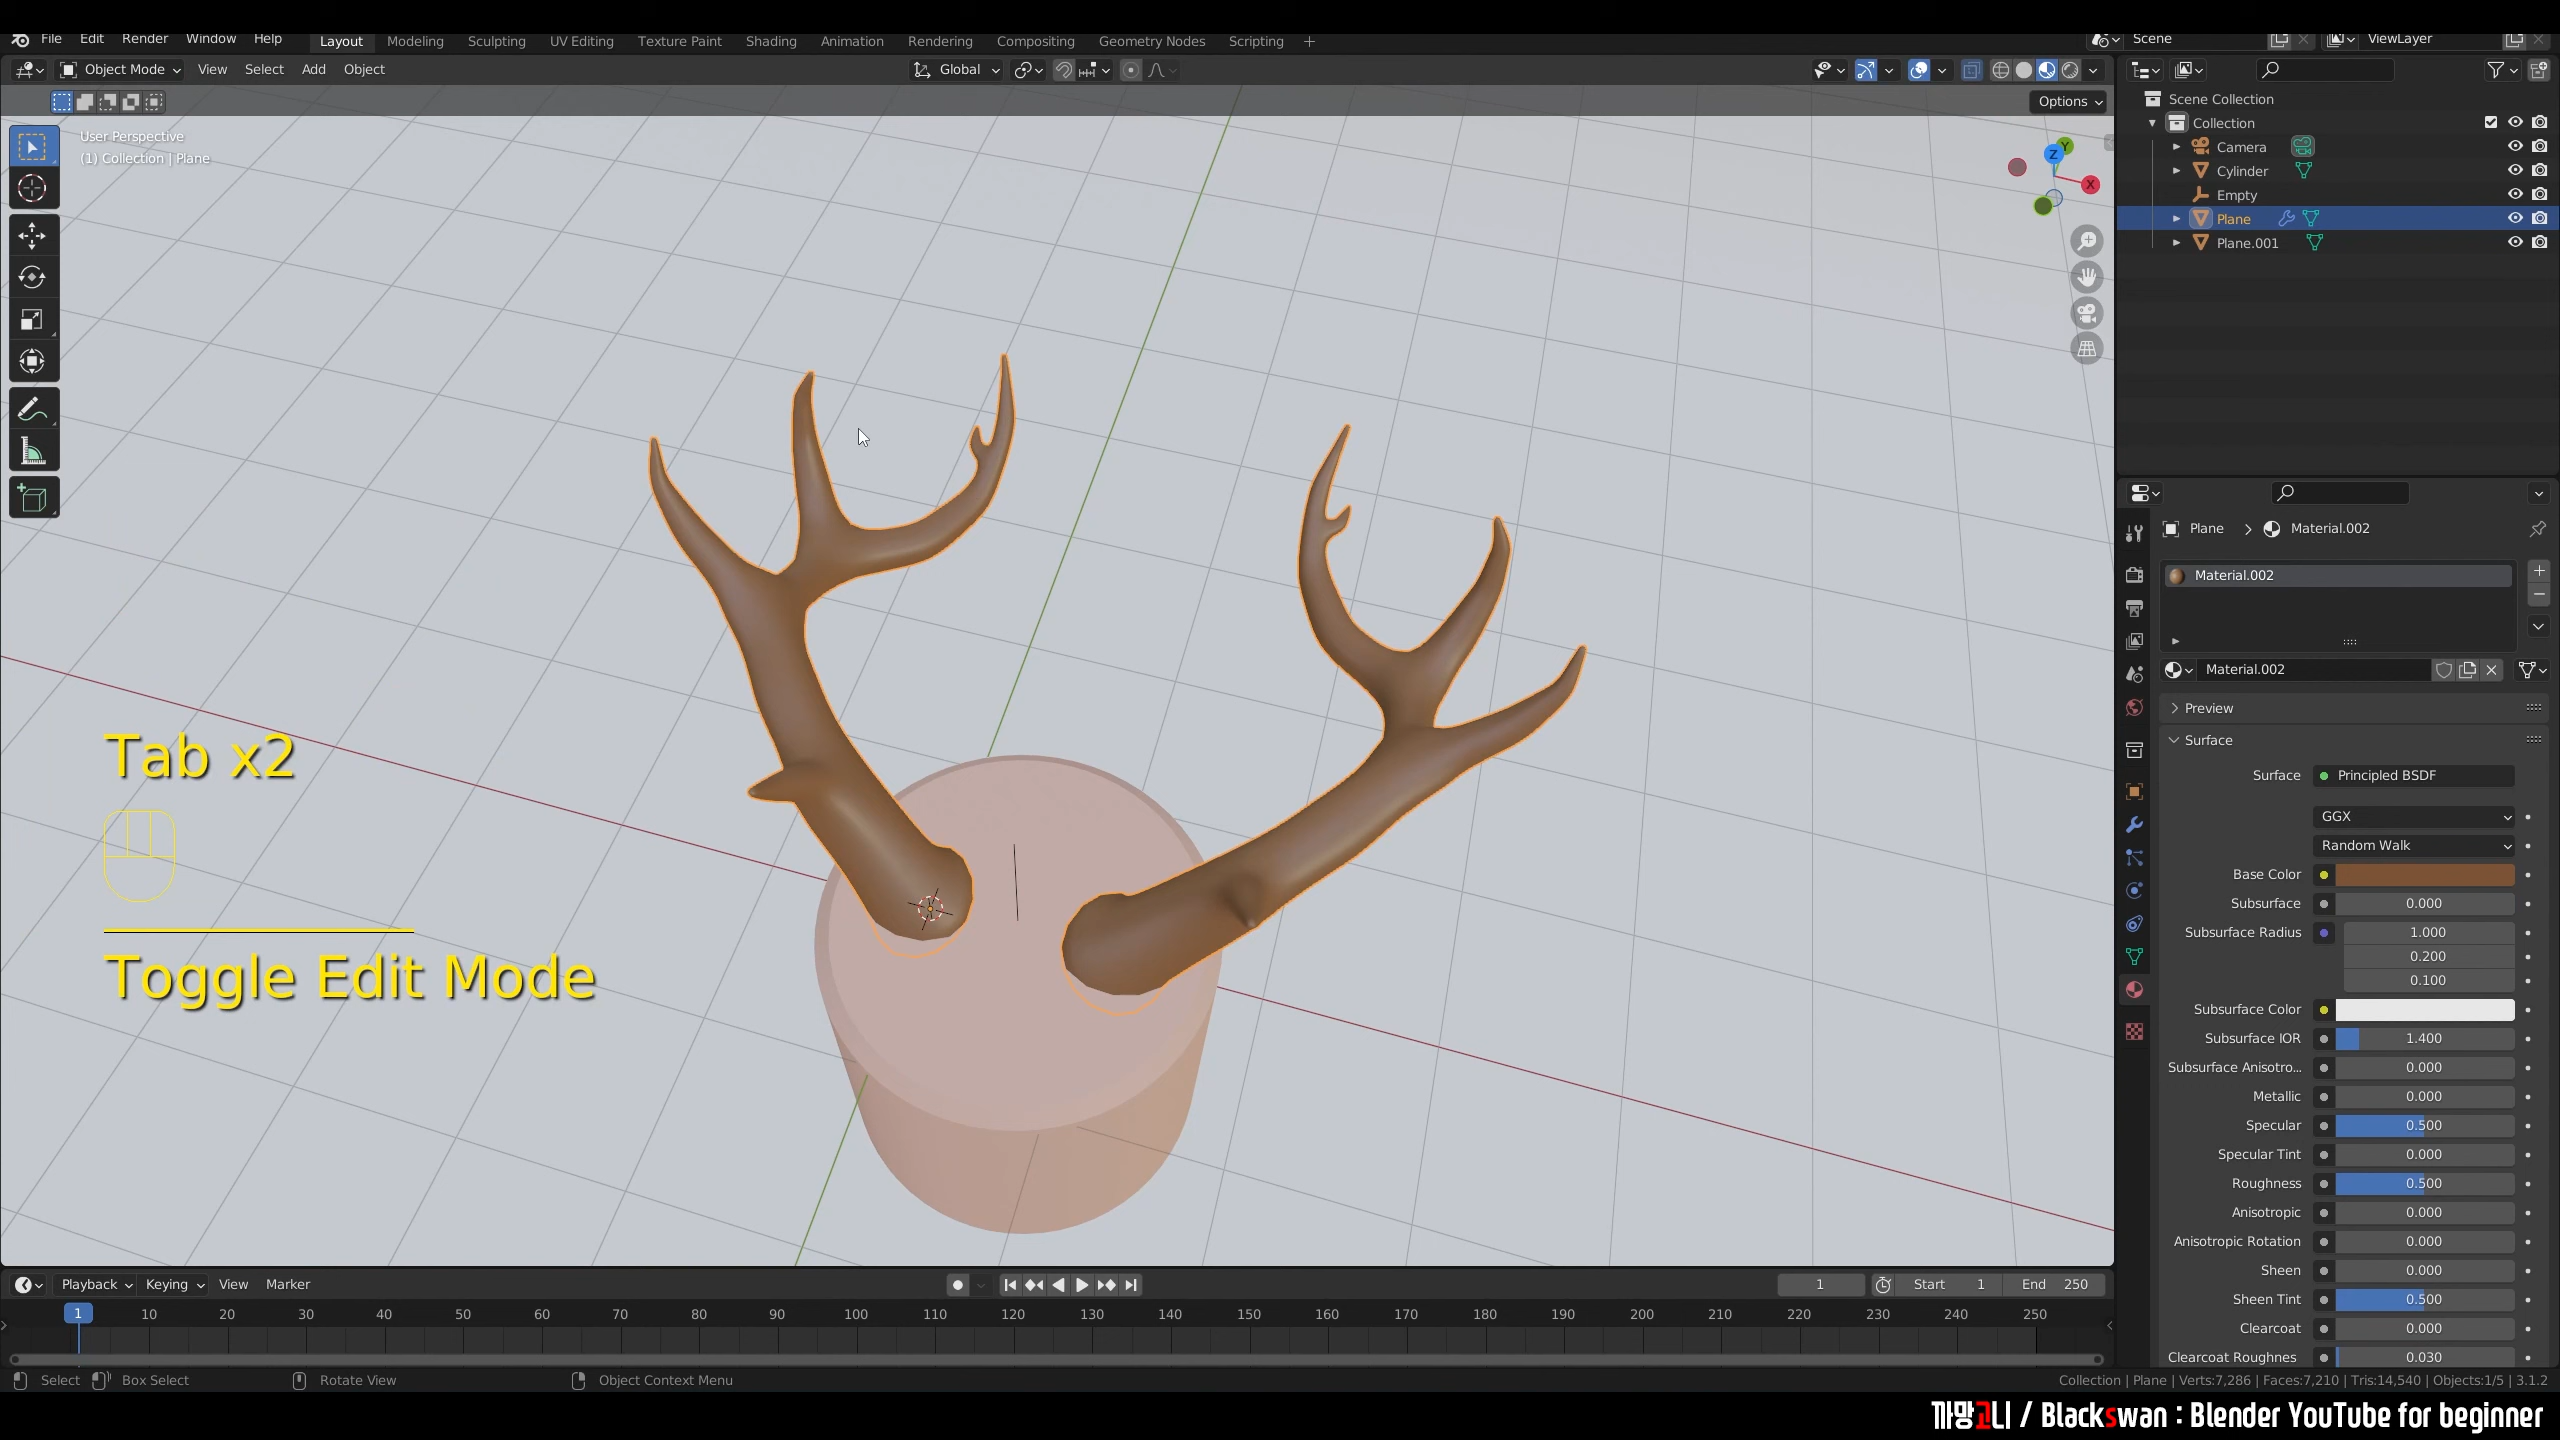 File Edit Render Window Help
Layout Modeling Sculpting UV Editing Texture Paint Shading Animation Rendering Compositing Geometry Nodes Scripting +
Scene
ViewLayer
Object Mode View Select Add Object
Global
Options
User Perspective
(1) Collection | Plane
Z
Y
X
Scene Collection
Collection
Camera
Cylinder
Empty
Plane
Plane.001
Plane > Material.002
Material.002
Material.002
Preview
Surface
Surface Principled BSDF
GGX
Random Walk
Base Color
Subsurface 0.000
Subsurface Radius 1.000
0.200
0.100
Subsurface Color
Subsurface IOR 1.400
Subsurface Anisotro... 0.000
Metallic 0.000
Specular 0.500
Specular Tint 0.000
Roughness 0.500
Anisotropic 0.000
Anisotropic Rotation 0.000
Sheen 0.000
Sheen Tint 0.500
Clearcoat 0.000
Clearcoat Roughnes 0.030
Tab x2
Toggle Edit Mode
Playback Keying View Marker
1 Start 1 End 250
1 10 20 30 40 50 60 70 80 90 100 110 120 130 140 150 160 170 180 190 200 210 220 230 240 250
Select Box Select Rotate View Object Context Menu
Collection | Plane | Verts:7,286 | Faces:7,210 | Tris:14,540 | Objects:1/5 | 3.1.2
까망고니 / Blackswan : Blender YouTube for beginner